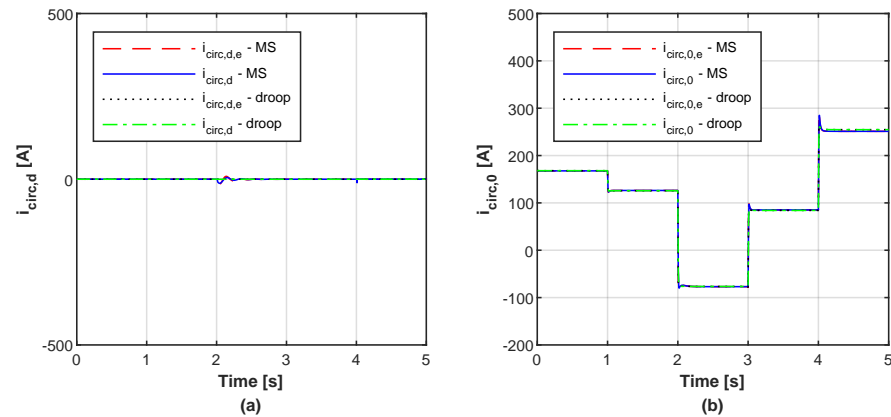 500
0
-500
i_circ,d [A]
i_circ,d,e - MS
i_circ,d - MS
i_circ,d,e - droop
i_circ,d - droop
0 1 2 3 4 5
Time [s]
(a)
500
400
300
200
100
0
-100
-200
i_circ,0 [A]
i_circ,0,e - MS
i_circ,0 - MS
i_circ,0,e - droop
i_circ,0 - droop
0 1 2 3 4 5
Time [s]
(b)